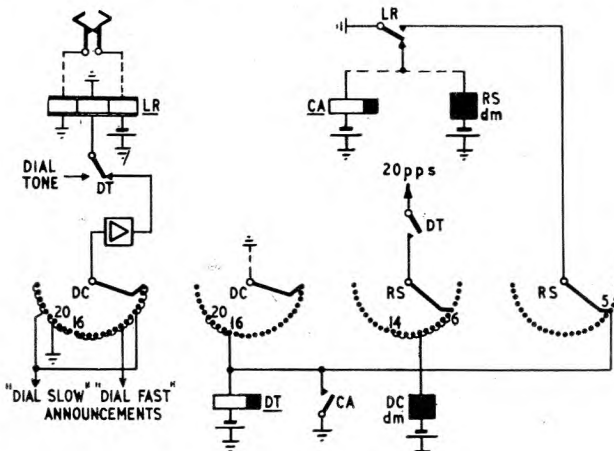 LR
LR
CA
RS
dm
DIAL
TONE
DT
20pps
DT
DC
DC
RS
RS
20
16
20
16
14
6
5
"DIAL SLOW" "DIAL FAST"
ANNOUNCEMENTS
DT
CA
DC
dm